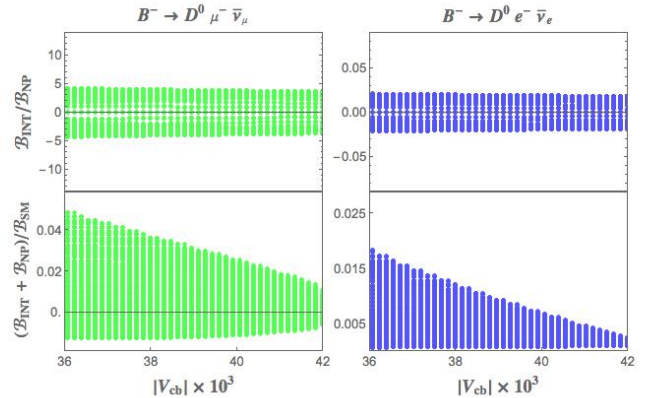 B⁻ → D⁰ μ⁻ ν̄_μ
B⁻ → D⁰ e⁻ ν̄_e
ℬ_INT/ℬ_NP
10
5
0
−5
−10
0.05
0.00
−0.05
(ℬ_INT + ℬ_NP)/ℬ_SM
0.04
0.02
0.
0.025
0.015
0.005
36 38 40 42
36 38 40 42
|V_cb| × 10³
|V_cb| × 10³